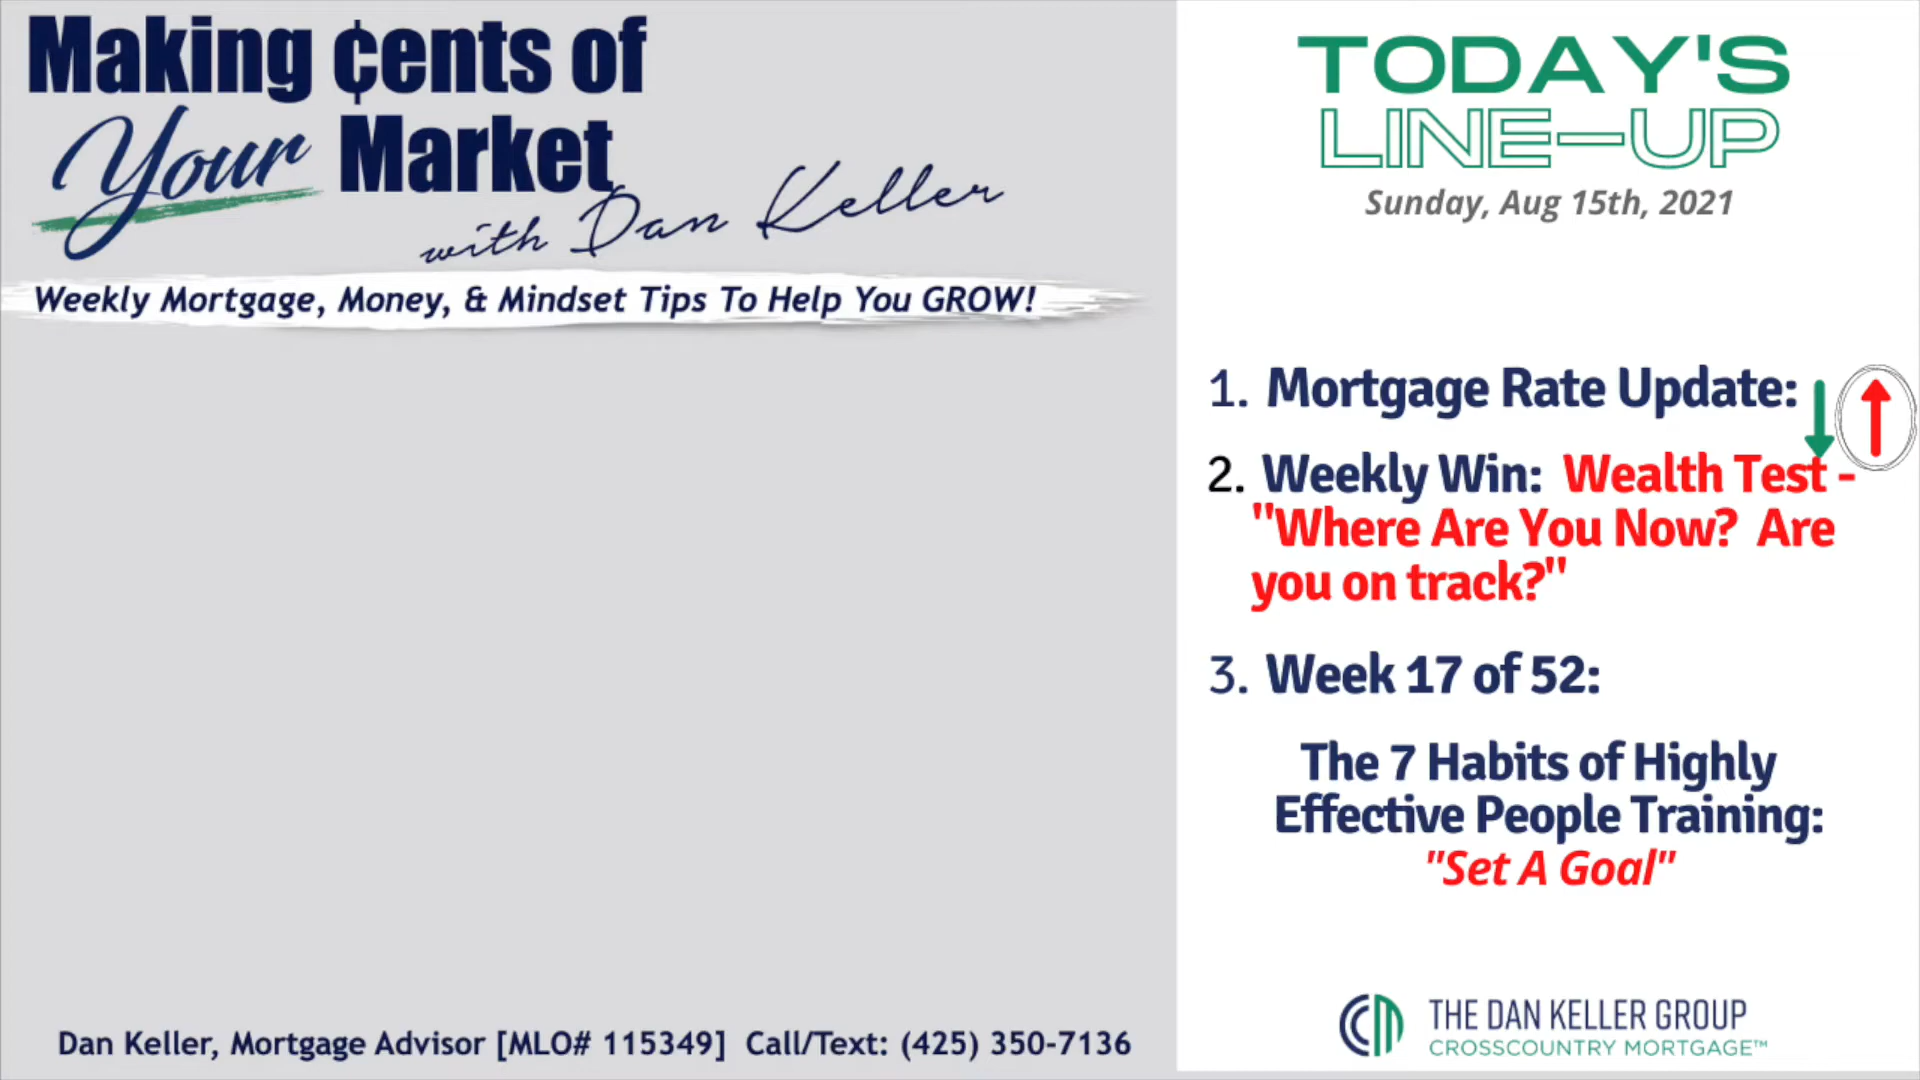 Making ¢ents of
Your Market
with Dan Keller
Weekly Mortgage, Money, & Mindset Tips To Help You GROW!
Dan Keller, Mortgage Advisor [MLO# 115349] Call/Text: (425) 350-7136
TODAY'S
LINE-UP
Sunday, Aug 15th, 2021
1. Mortgage Rate Update:
2. Weekly Win: Wealth Test -
"Where Are You Now? Are
you on track?"
3. Week 17 of 52:
The 7 Habits of Highly
Effective People Training:
"Set A Goal"
THE DAN KELLER GROUP
CROSSCOUNTRY MORTGAGE™